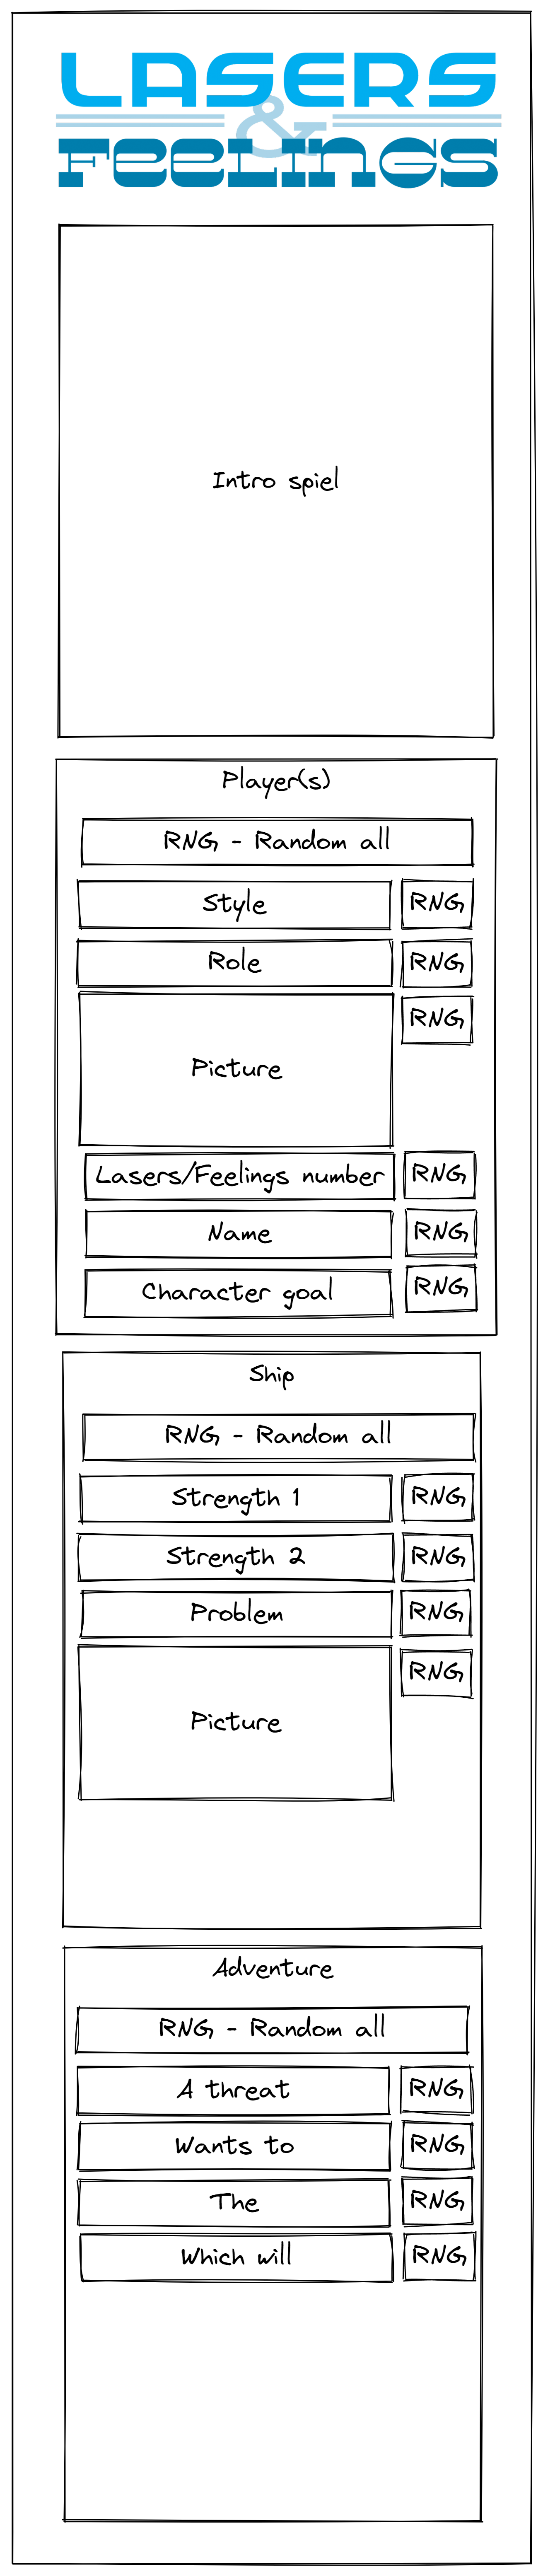 LASERS
&
FEELINGS
Intro spiel
Player(s)
RNG - Random all
Style RNG
Role RNG
Picture RNG
Lasers/Feelings number RNG
Name RNG
Character goal RNG
Ship
RNG - Random all
Strength 1 RNG
Strength 2 RNG
Problem RNG
Picture RNG
Adventure
RNG - Random all
A threat RNG
Wants to RNG
The RNG
Which will RNG